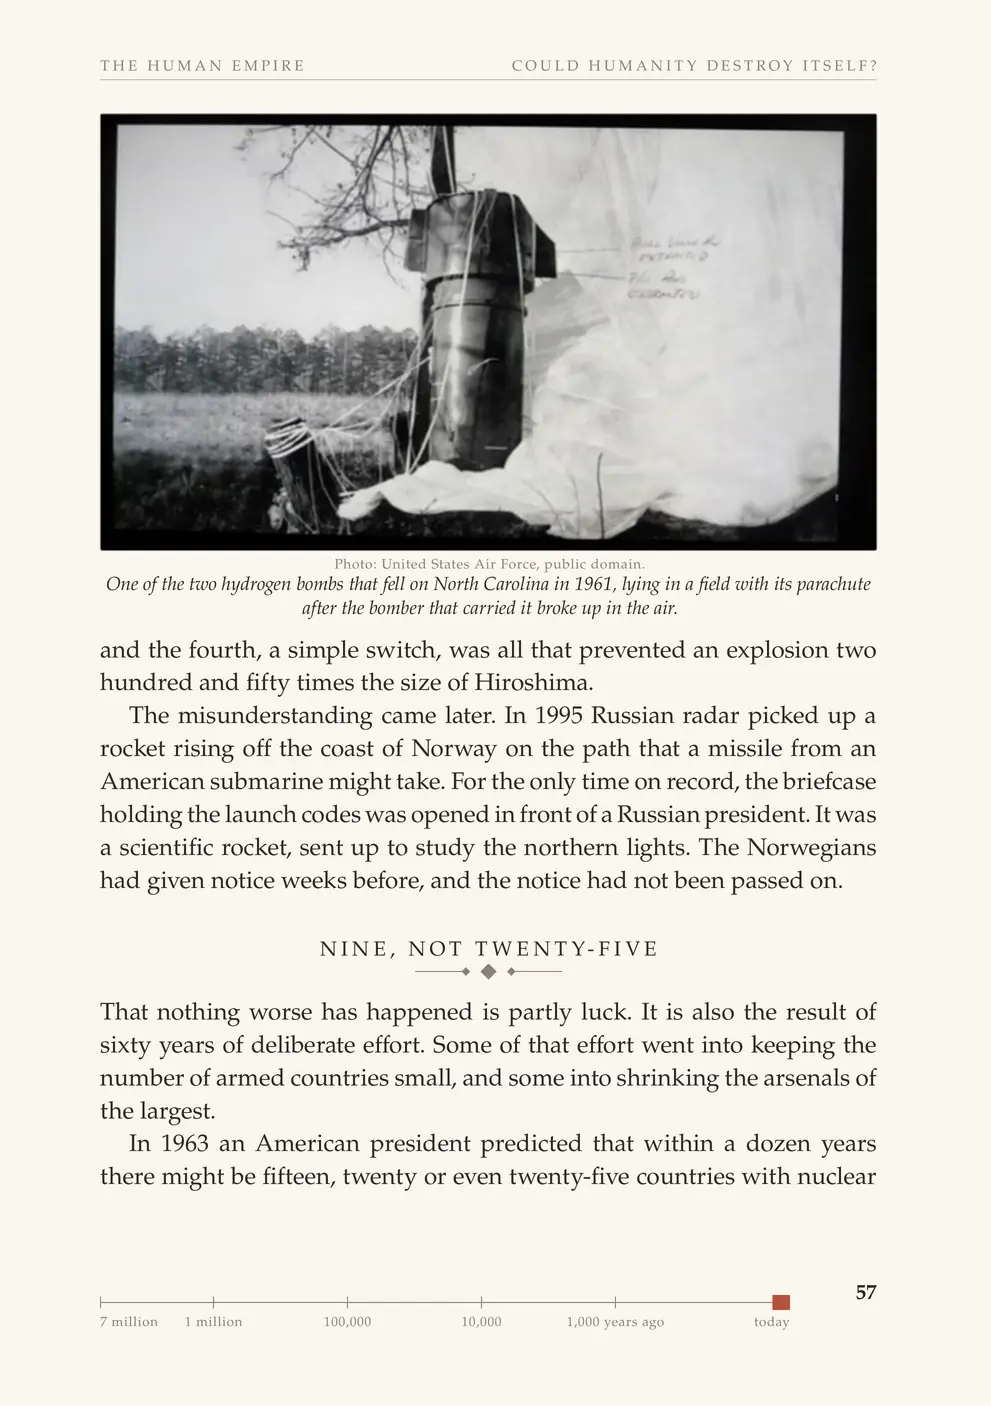 THE HUMAN EMPIRE
COULD HUMANITY DESTROY ITSELF?
Photo: United States Air Force, public domain.
One of the two hydrogen bombs that fell on North Carolina in 1961, lying in a field with its parachute
after the bomber that carried it broke up in the air.
and the fourth, a simple switch, was all that prevented an explosion two
hundred and fifty times the size of Hiroshima.
The misunderstanding came later. In 1995 Russian radar picked up a
rocket rising off the coast of Norway on the path that a missile from an
American submarine might take. For the only time on record, the briefcase
holding the launch codes was opened in front of a Russian president. It was
a scientific rocket, sent up to study the northern lights. The Norwegians
had given notice weeks before, and the notice had not been passed on.
NINE, NOT TWENTY-FIVE
That nothing worse has happened is partly luck. It is also the result of
sixty years of deliberate effort. Some of that effort went into keeping the
number of armed countries small, and some into shrinking the arsenals of
the largest.
In 1963 an American president predicted that within a dozen years
there might be fifteen, twenty or even twenty-five countries with nuclear
57
7 million 1 million 100,000 10,000 1,000 years ago today